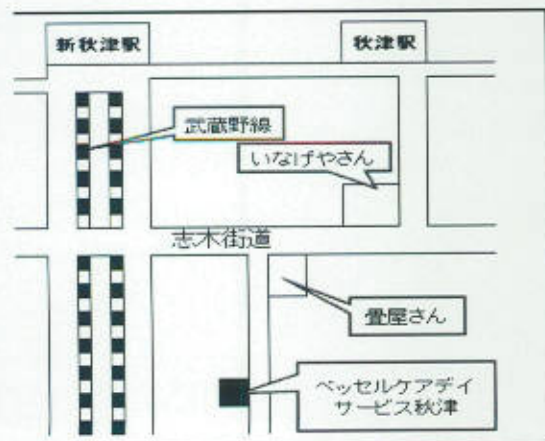 新秋津駅
秋津駅
武蔵野線
いなげやさん
志木街道
畳屋さん
ベッセルケアデイ
サービス秋津